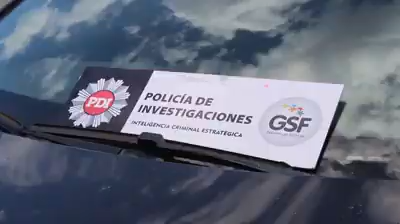 PDI
POLICÍA DE
INVESTIGACIONES
INTELIGENCIA CRIMINAL ESTRATÉGICA
GSF